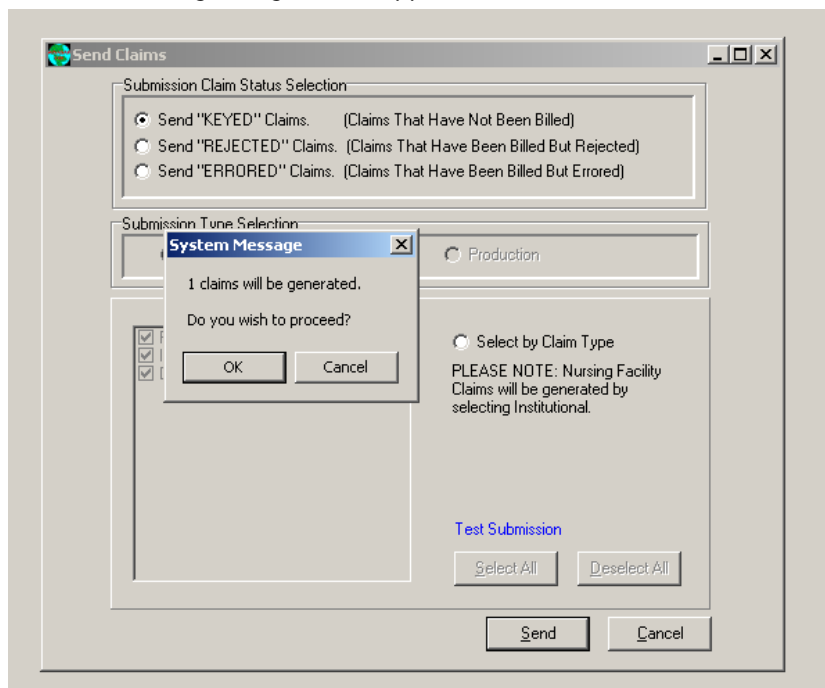 Send Claims
Submission Claim Status Selection
Send "KEYED" Claims. (Claims That Have Not Been Billed)
Send "REJECTED" Claims. (Claims That Have Been Billed But Rejected)
Send "ERRORED" Claims. (Claims That Have Been Billed But Errored)
Submission Type Selection
System Message
Production
1 claims will be generated.
Do you wish to proceed?
OK Cancel
Select by Claim Type
PLEASE NOTE: Nursing Facility
Claims will be generated by
selecting Institutional.
Test Submission
Select All Deselect All
Send Cancel